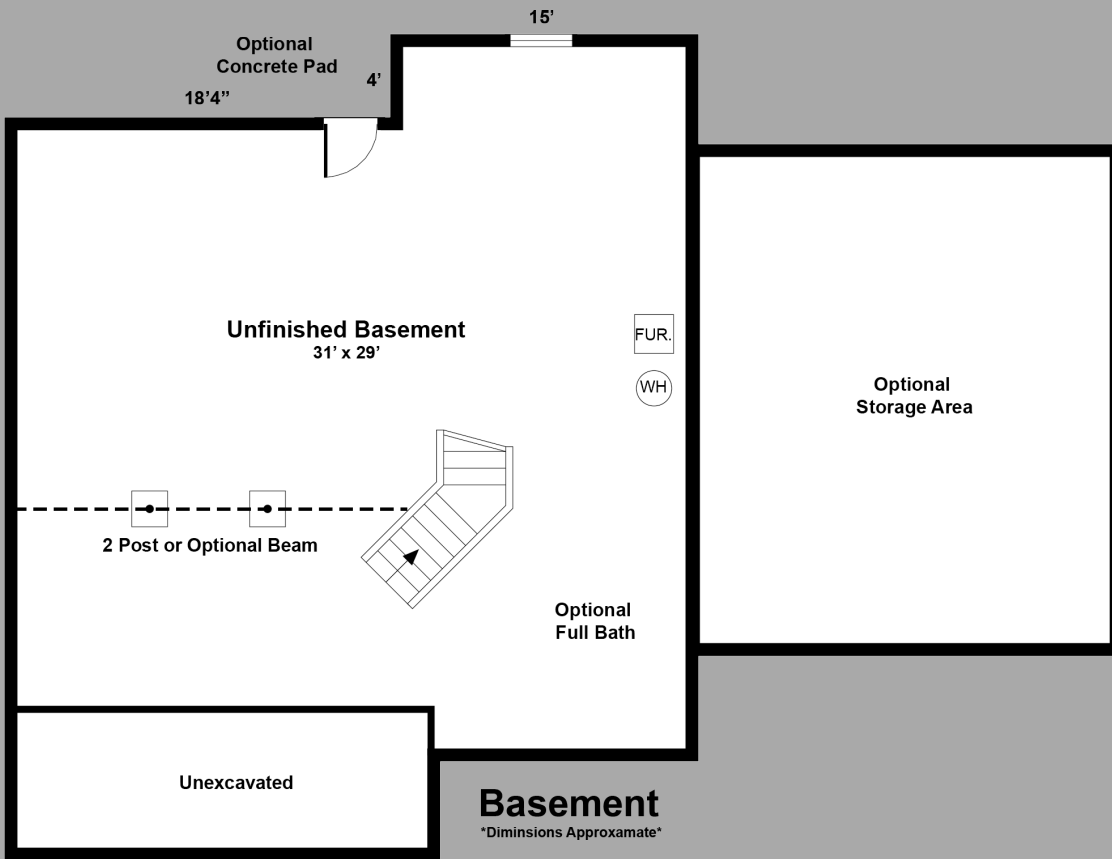 15’
Optional
Concrete Pad
4’
18’4”
Unfinished Basement
31’ x 29’
FUR.
WH
Optional
Storage Area
2 Post or Optional Beam
Optional
Full Bath
Unexcavated
Basement
*Diminsions Approxamate*